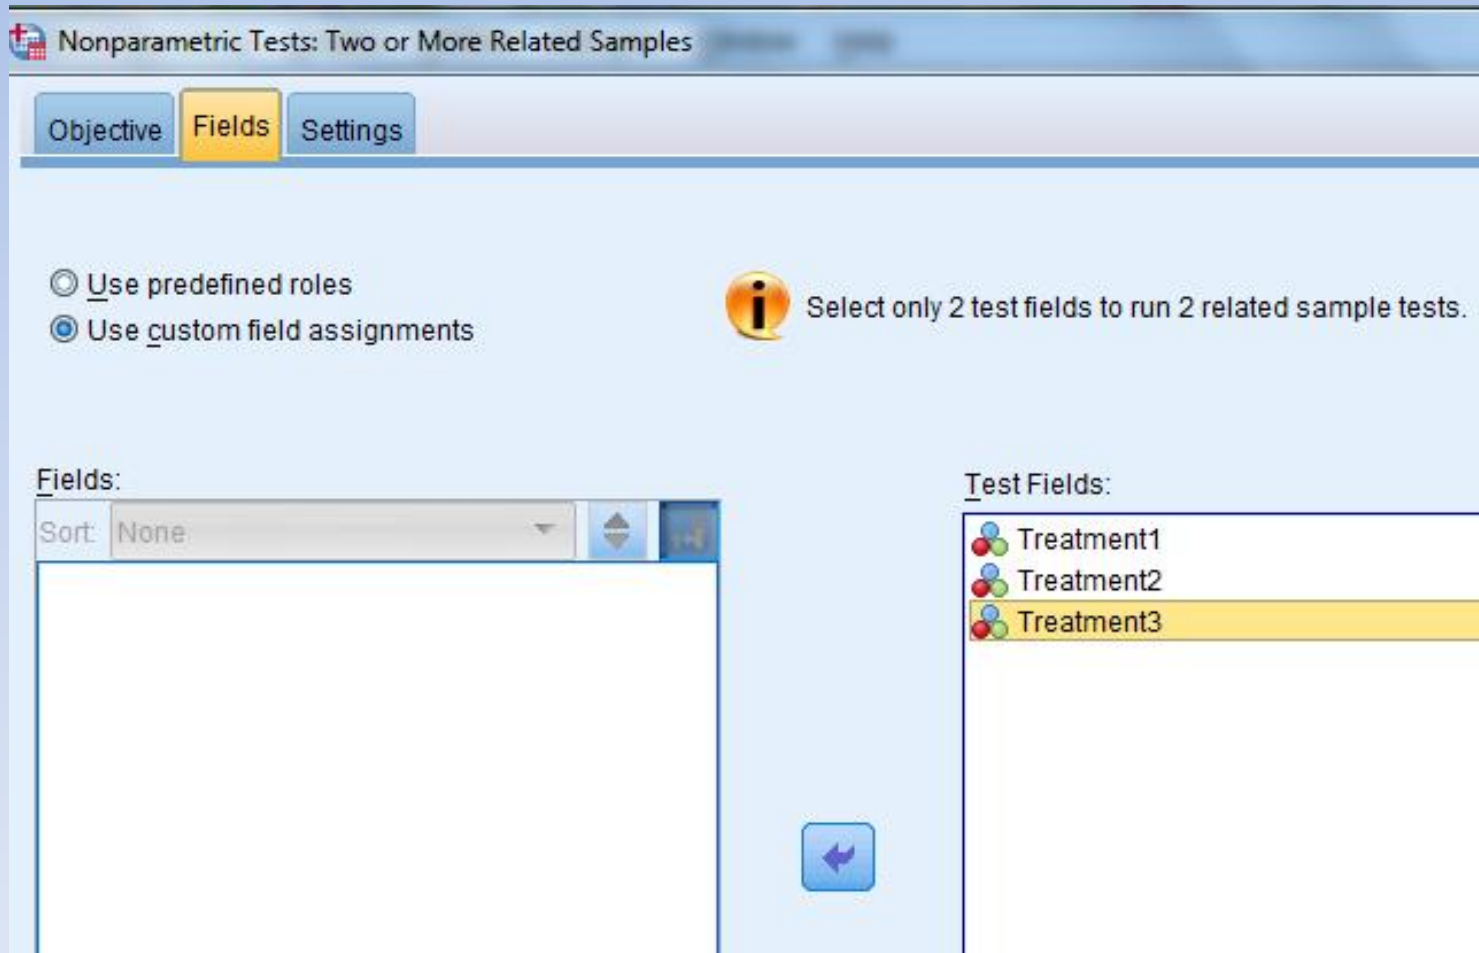 Nonparametric Tests: Two or More Related Samples
Objective Fields Settings
Use predefined roles
Use custom field assignments
Select only 2 test fields to run 2 related sample tests.
Fields:
Sort: None
Test Fields:
Treatment1
Treatment2
Treatment3